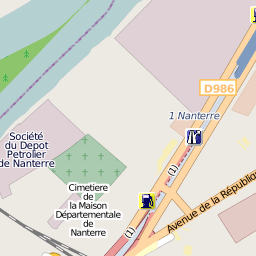 D986
1 Nanterre
Société
du Depot
Petrolier
de Nanterre
(1)
Cimetiere
de
la Maison
Départementale
de
Nanterre
(1)
Avenue de la République